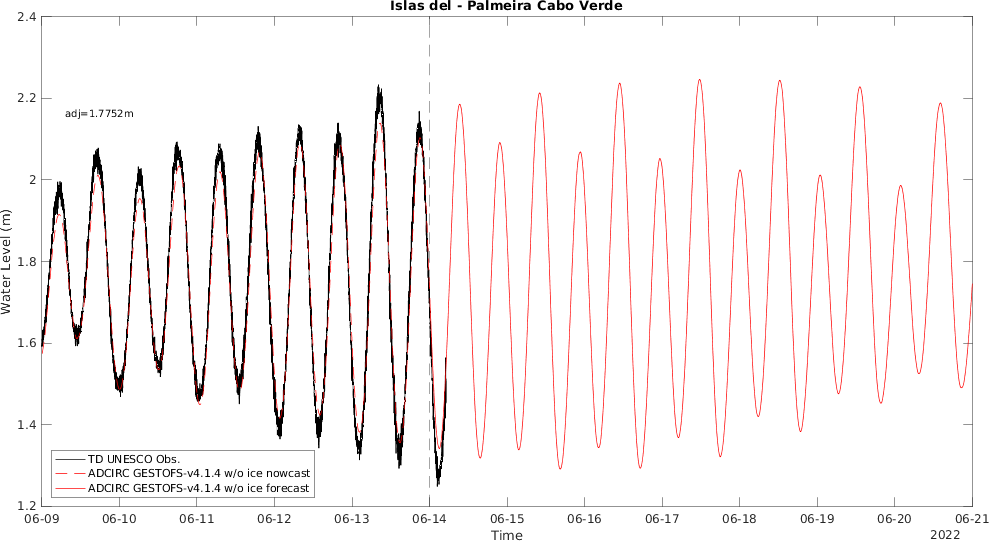 Islas del - Palmeira Cabo Verde
2.4
2.2
2
1.8
1.6
1.4
1.2
Water Level (m)
adj=1.7752m
TD UNESCO Obs.
ADCIRC GESTOFS-v4.1.4 w/o ice nowcast
ADCIRC GESTOFS-v4.1.4 w/o ice forecast
06-09 06-10 06-11 06-12 06-13 06-14 06-15 06-16 06-17 06-18 06-19 06-20 06-21
Time
2022